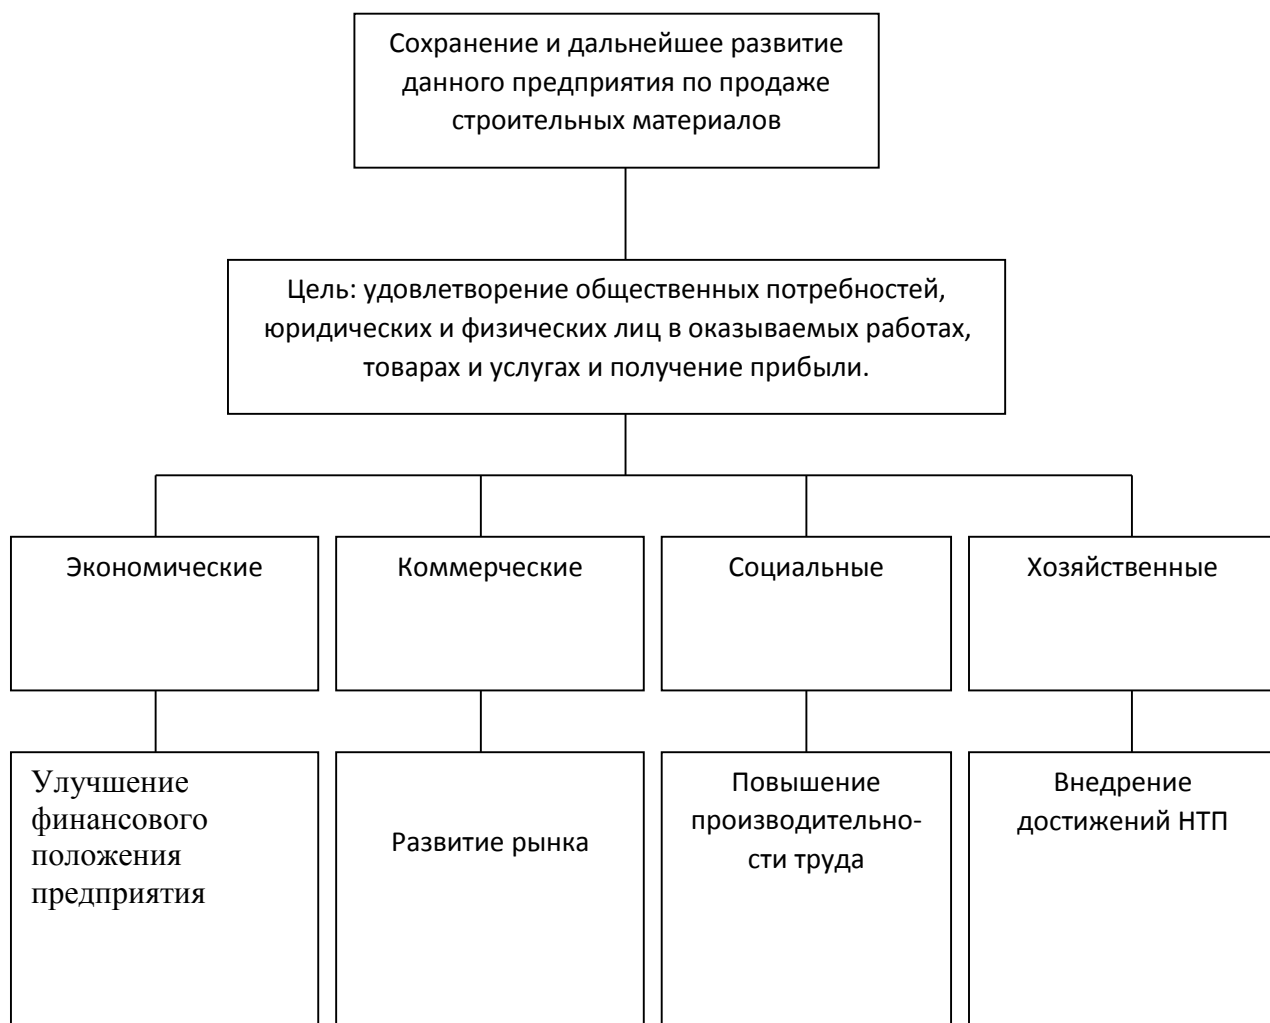 Сохранение и дальнейшее развитие
данного предприятия по продаже
строительных материалов
Цель: удовлетворение общественных потребностей,
юридических и физических лиц в оказываемых работах,
товарах и услугах и получение прибыли.
Экономические
Коммерческие
Социальные
Хозяйственные
Улучшение
финансового
положения
предприятия
Развитие рынка
Повышение
производительно-
сти труда
Внедрение
достижений НТП